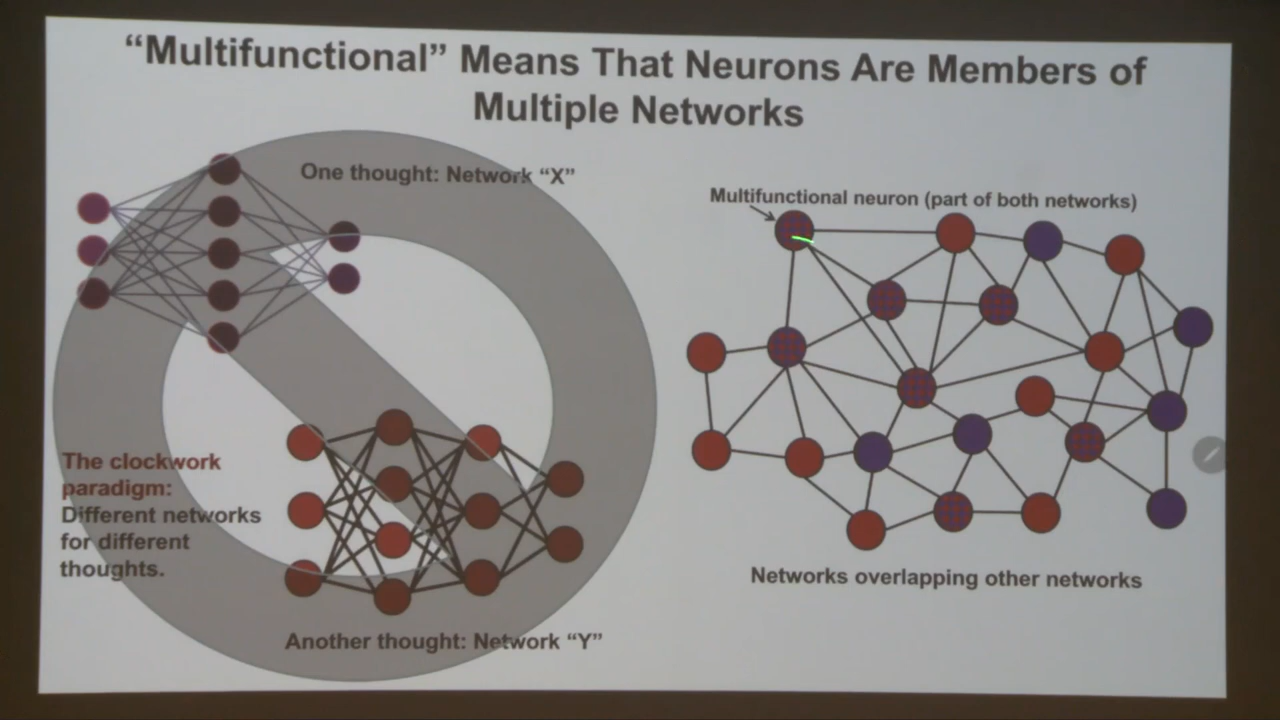 “Multifunctional” Means That Neurons Are Members of
Multiple Networks
One thought: Network “X”
The clockwork
paradigm:
Different networks
for different
thoughts.
Another thought: Network “Y”
Multifunctional neuron (part of both networks)
Networks overlapping other networks